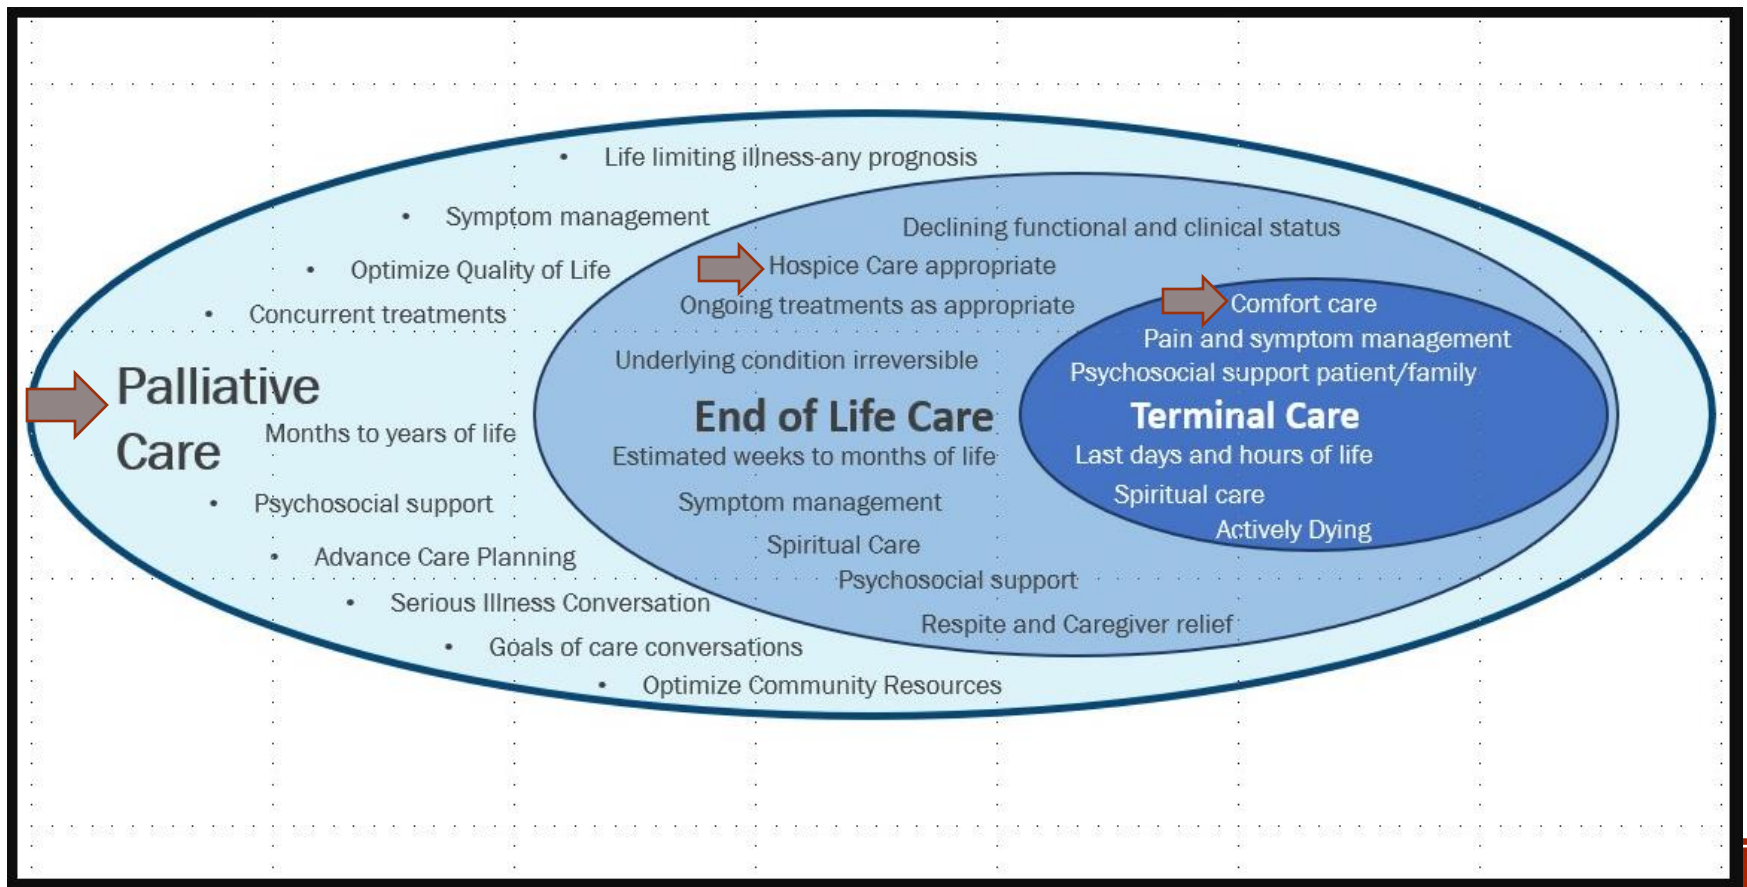 • Life limiting illness-any prognosis
• Symptom management
• Optimize Quality of Life
• Concurrent treatments
Palliative
Care
Months to years of life
• Psychosocial support
• Advance Care Planning
• Serious Illness Conversation
• Goals of care conversations
• Optimize Community Resources
Declining functional and clinical status
Hospice Care appropriate
Ongoing treatments as appropriate
Underlying condition irreversible
End of Life Care
Estimated weeks to months of life
Symptom management
Spiritual Care
Psychosocial support
Respite and Caregiver relief
Comfort care
Pain and symptom management
Psychosocial support patient/family
Terminal Care
Last days and hours of life
Spiritual care
Actively Dying